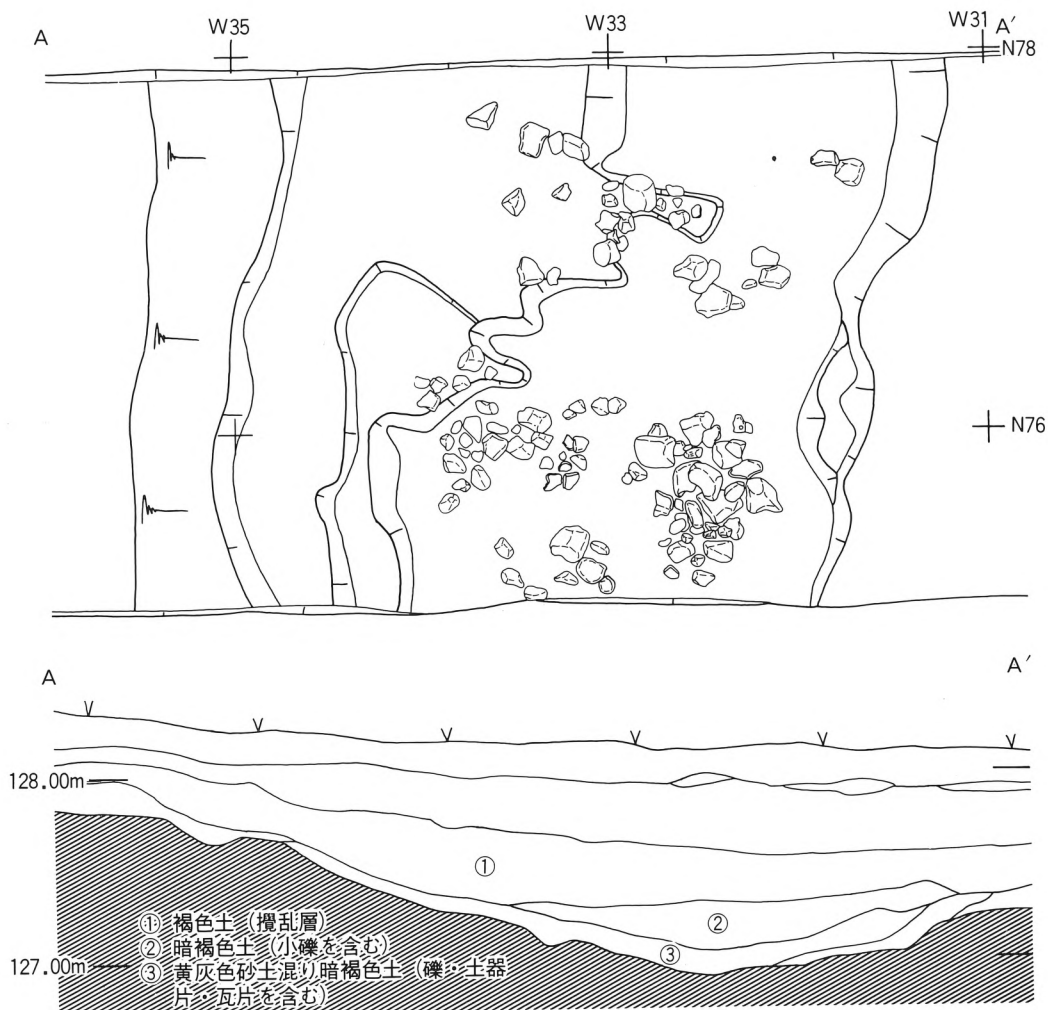 A W35 W33 W31 A′
N78
N76
A A′
128.00m
①
②
① 褐色土（攪乱層）
② 暗褐色土（小礫を含む）
③
127.00m
③ 黄灰色砂土混り暗褐色土（礫・土器
片・瓦片を含む）